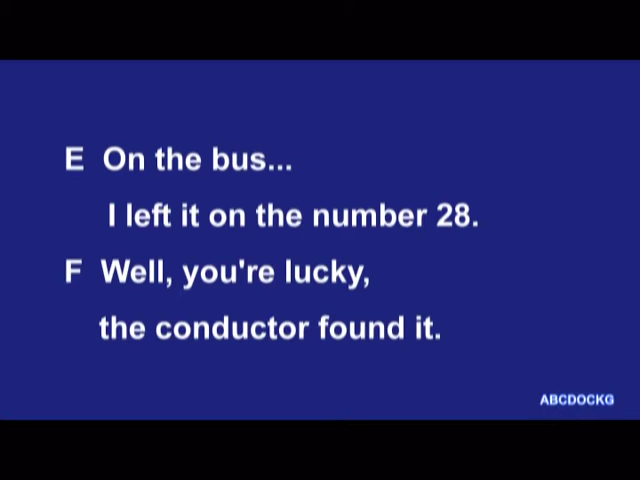 E On the bus...
I left it on the number 28.
F Well, you're lucky,
the conductor found it.
ABCDOCKG